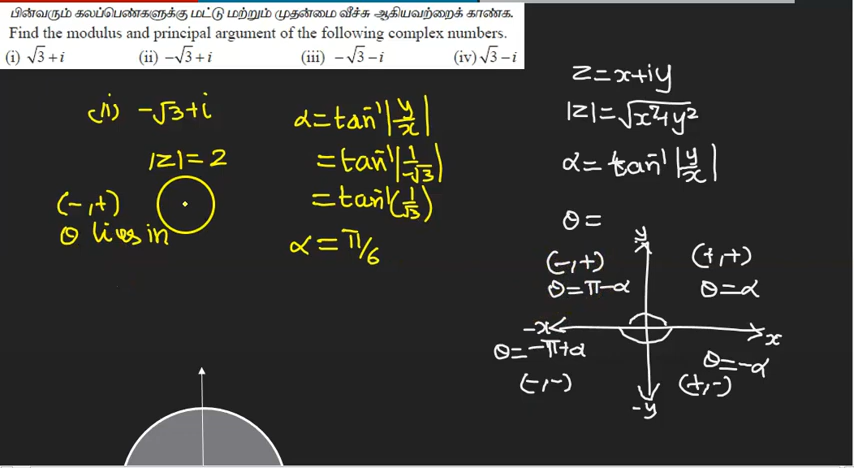 பின்வரும் கலப்பெண்களுக்கு மட்டு மற்றும் முதன்மை வீச்சு ஆகியவற்றைக் காண்க.
Find the modulus and principal argument of the following complex numbers.
(i) √3 + i (ii) −√3 + i (iii) −√3 − i (iv) √3 − i
(ii) -√3+i
|z| = 2
(-,+)
θ lives in
α = tan⁻¹|y/x|
= tan⁻¹|1/-√3|
= tan⁻¹(1/√3)
α = π/6
z = x+iy
|z| = √x²+y²
α = tan⁻¹|y/x|
θ =
y
(-,+) (+,+)
θ = π-α θ = α
-x x
θ = -π+α θ = -α
(-,-) (+,-)
-y